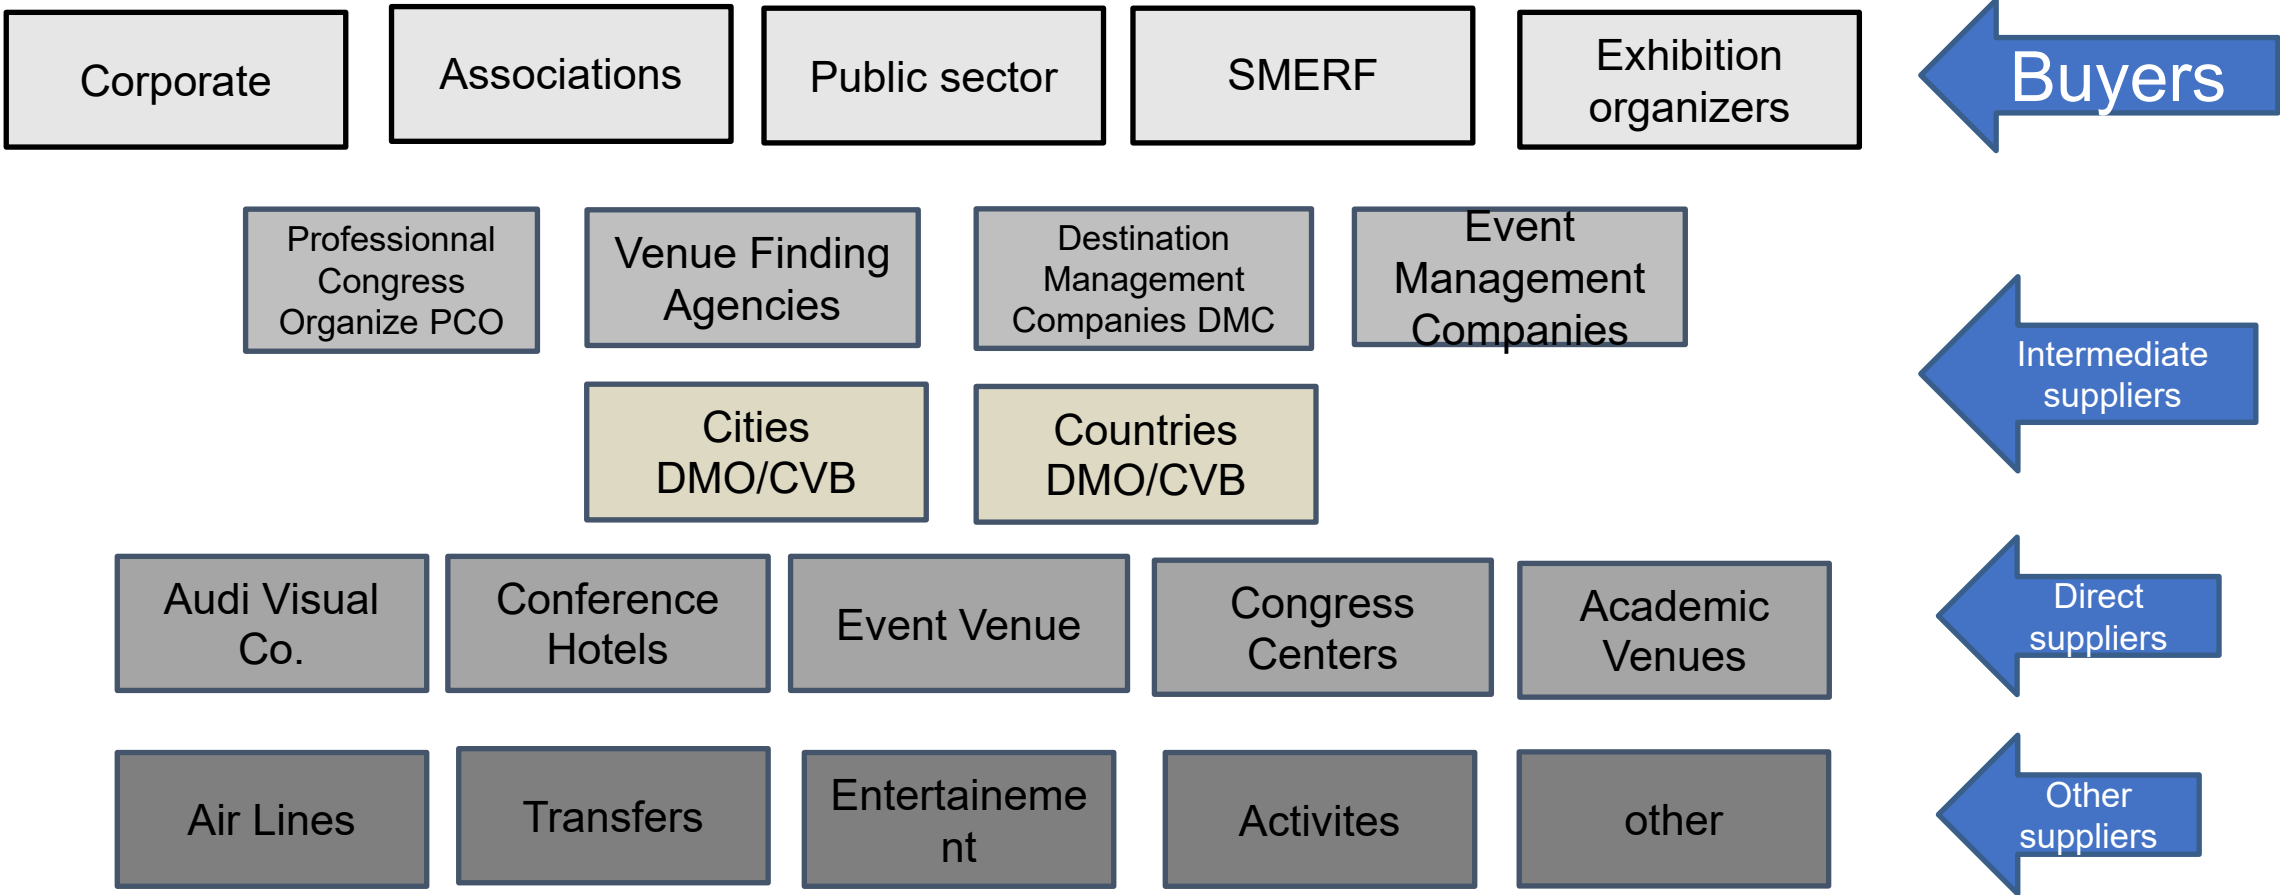 Corporate
Associations
Public sector
SMERF
Exhibition
organizers
Buyers
Professionnal
Congress
Organize PCO
Venue Finding
Agencies
Destination
Management
Companies DMC
Event
Management
Companies
Intermediate
suppliers
Cities
DMO/CVB
Countries
DMO/CVB
Audi Visual
Co.
Conference
Hotels
Event Venue
Congress
Centers
Academic
Venues
Direct
suppliers
Air Lines
Transfers
Entertaineme
nt
Activites
other
Other
suppliers